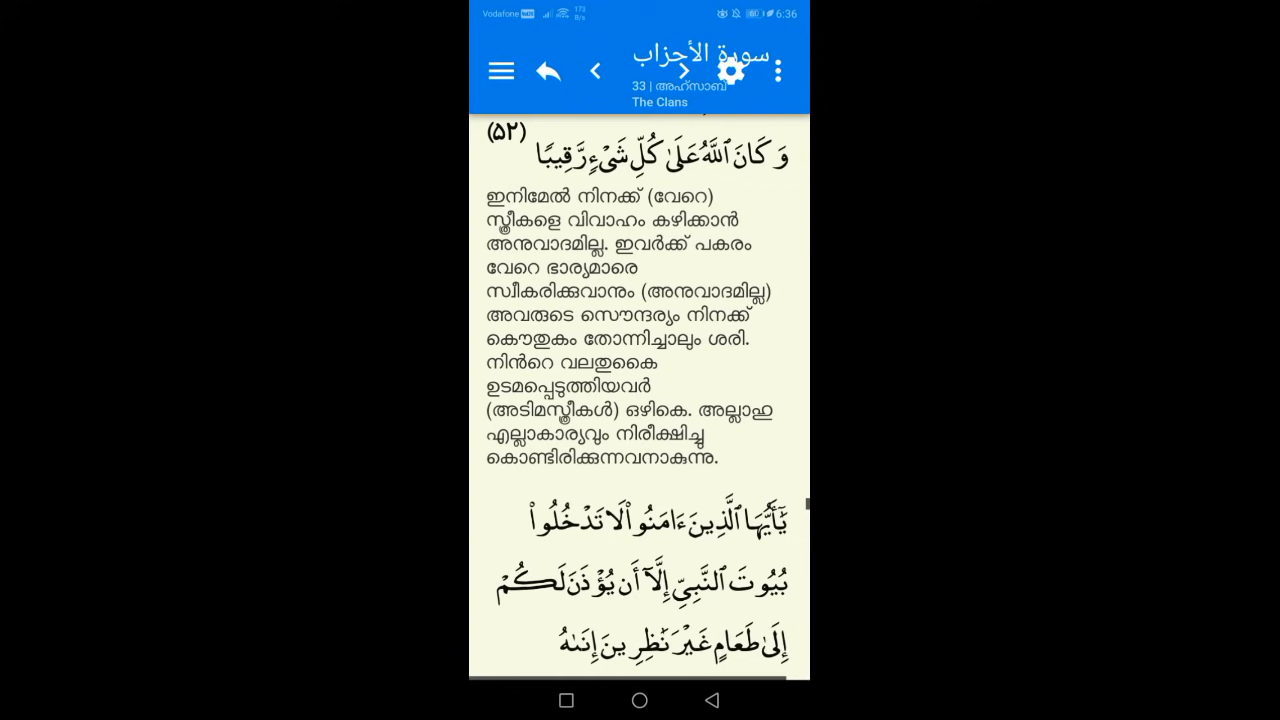 Vodafone VoLTE 173 B/s 6:36
سورة الأحزاب
33 | അഹ്സാബ്
The Clans
وَكَانَ ٱللَّهُ عَلَىٰ كُلِّ شَىْءٍ رَّقِيبًا (٥٢)
ഇനിമേൽ നിനക്ക് (വേറെ)
സ്ത്രീകളെ വിവാഹം കഴിക്കാൻ
അനുവാദമില്ല. ഇവർക്ക് പകരം
വേറെ ഭാര്യമാരെ
സ്വീകരിക്കുവാനും (അനുവാദമില്ല)
അവരുടെ സൌന്ദര്യം നിനക്ക്
കൌതുകം തോന്നിച്ചാലും ശരി.
നിൻറെ വലതുകൈ
ഉടമപ്പെടുത്തിയവർ
(അടിമസ്ത്രീകൾ) ഒഴികെ. അല്ലാഹു
എല്ലാകാര്യവും നിരീക്ഷിച്ചു
കൊണ്ടിരിക്കുന്നവനാകുന്നു.
يَٰٓأَيُّهَا ٱلَّذِينَ ءَامَنُوا۟ لَا تَدْخُلُوا۟
بُيُوتَ ٱلنَّبِىِّ إِلَّآ أَن يُؤْذَنَ لَكُمْ
إِلَىٰ طَعَامٍ غَيْرَ نَٰظِرِينَ إِنَىٰهُ